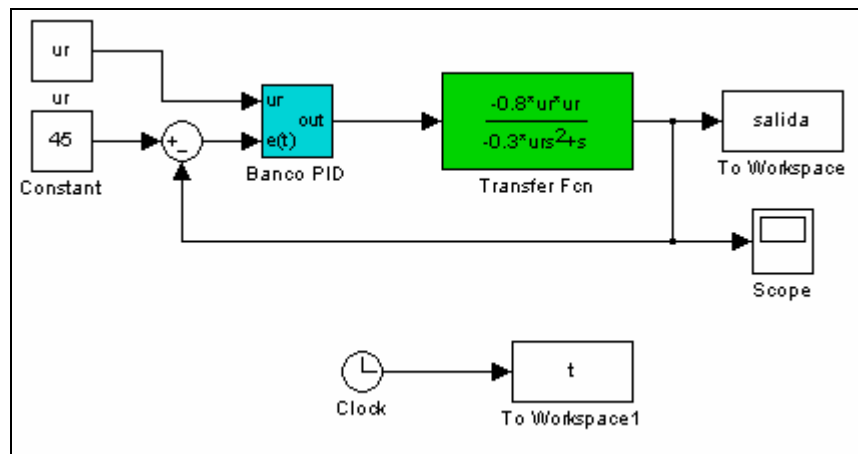 ur
ur
45
Constant
+
−
ur
out
e(t)
Banco PID
-0.8*ur*ur
-0.3*urs²+s
Transfer Fcn
salida
To Workspace
Scope
Clock
t
To Workspace1